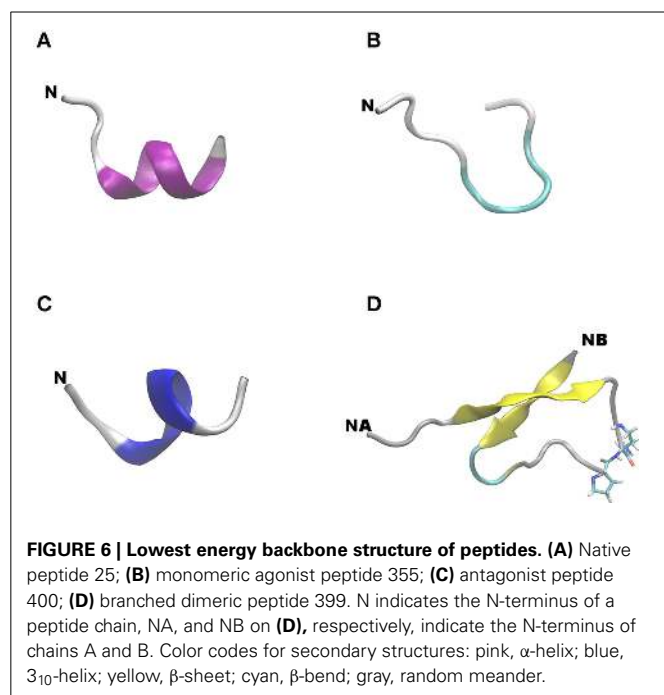 A
B
N
N
C
D
N
NB
NA
FIGURE 6 | Lowest energy backbone structure of peptides. (A) Native
peptide 25; (B) monomeric agonist peptide 355; (C) antagonist peptide
400; (D) branched dimeric peptide 399. N indicates the N-terminus of a
peptide chain, NA, and NB on (D), respectively, indicate the N-terminus of
chains A and B. Color codes for secondary structures: pink, α-helix; blue,
3₁₀-helix; yellow, β-sheet; cyan, β-bend; gray, random meander.